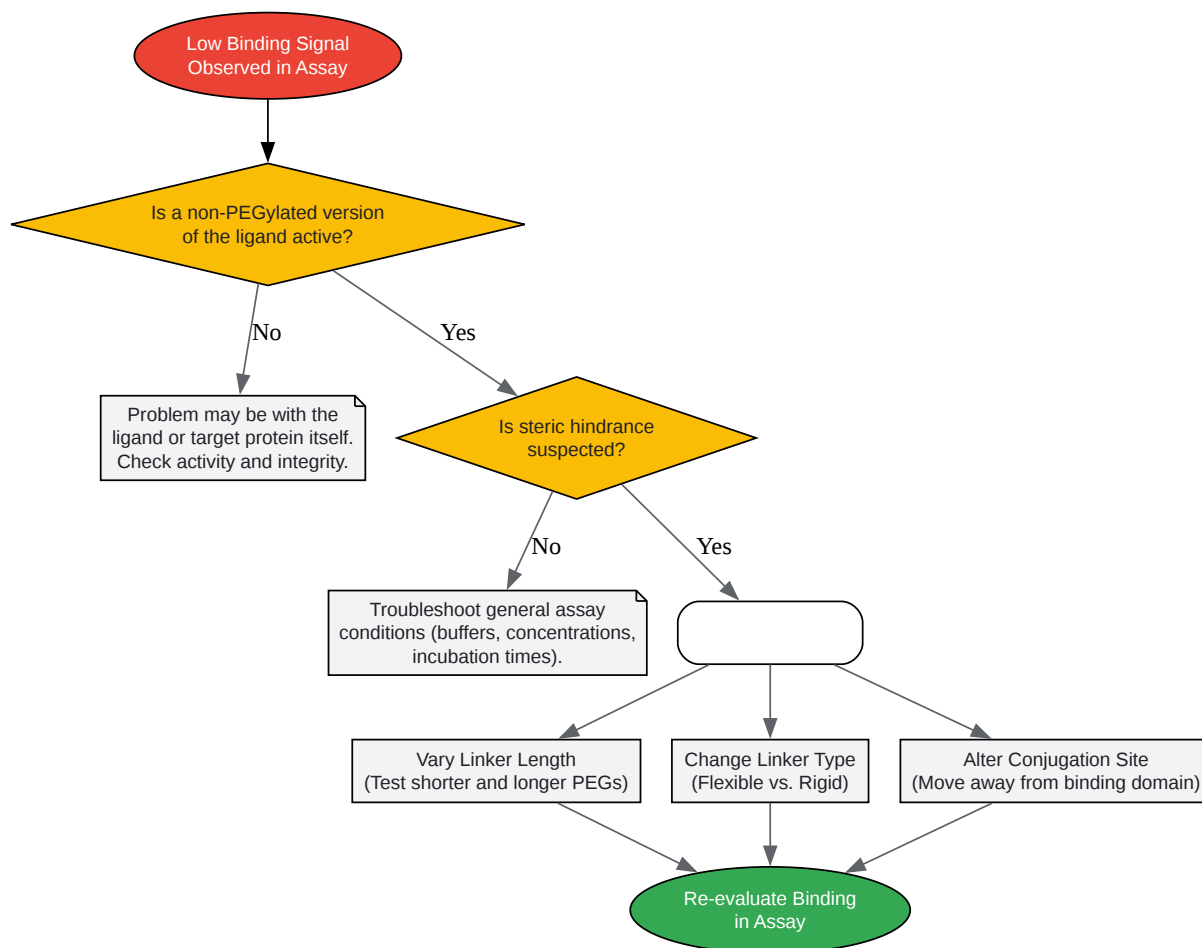 Low Binding Signal
Observed in Assay
Is a non-PEGylated version
of the ligand active?
No
Yes
Problem may be with the
ligand or target protein itself.
Check activity and integrity.
Is steric hindrance
suspected?
No
Yes
Troubleshoot general assay
conditions (buffers, concentrations,
incubation times).
Vary Linker Length
(Test shorter and longer PEGs)
Change Linker Type
(Flexible vs. Rigid)
Alter Conjugation Site
(Move away from binding domain)
Re-evaluate Binding
in Assay